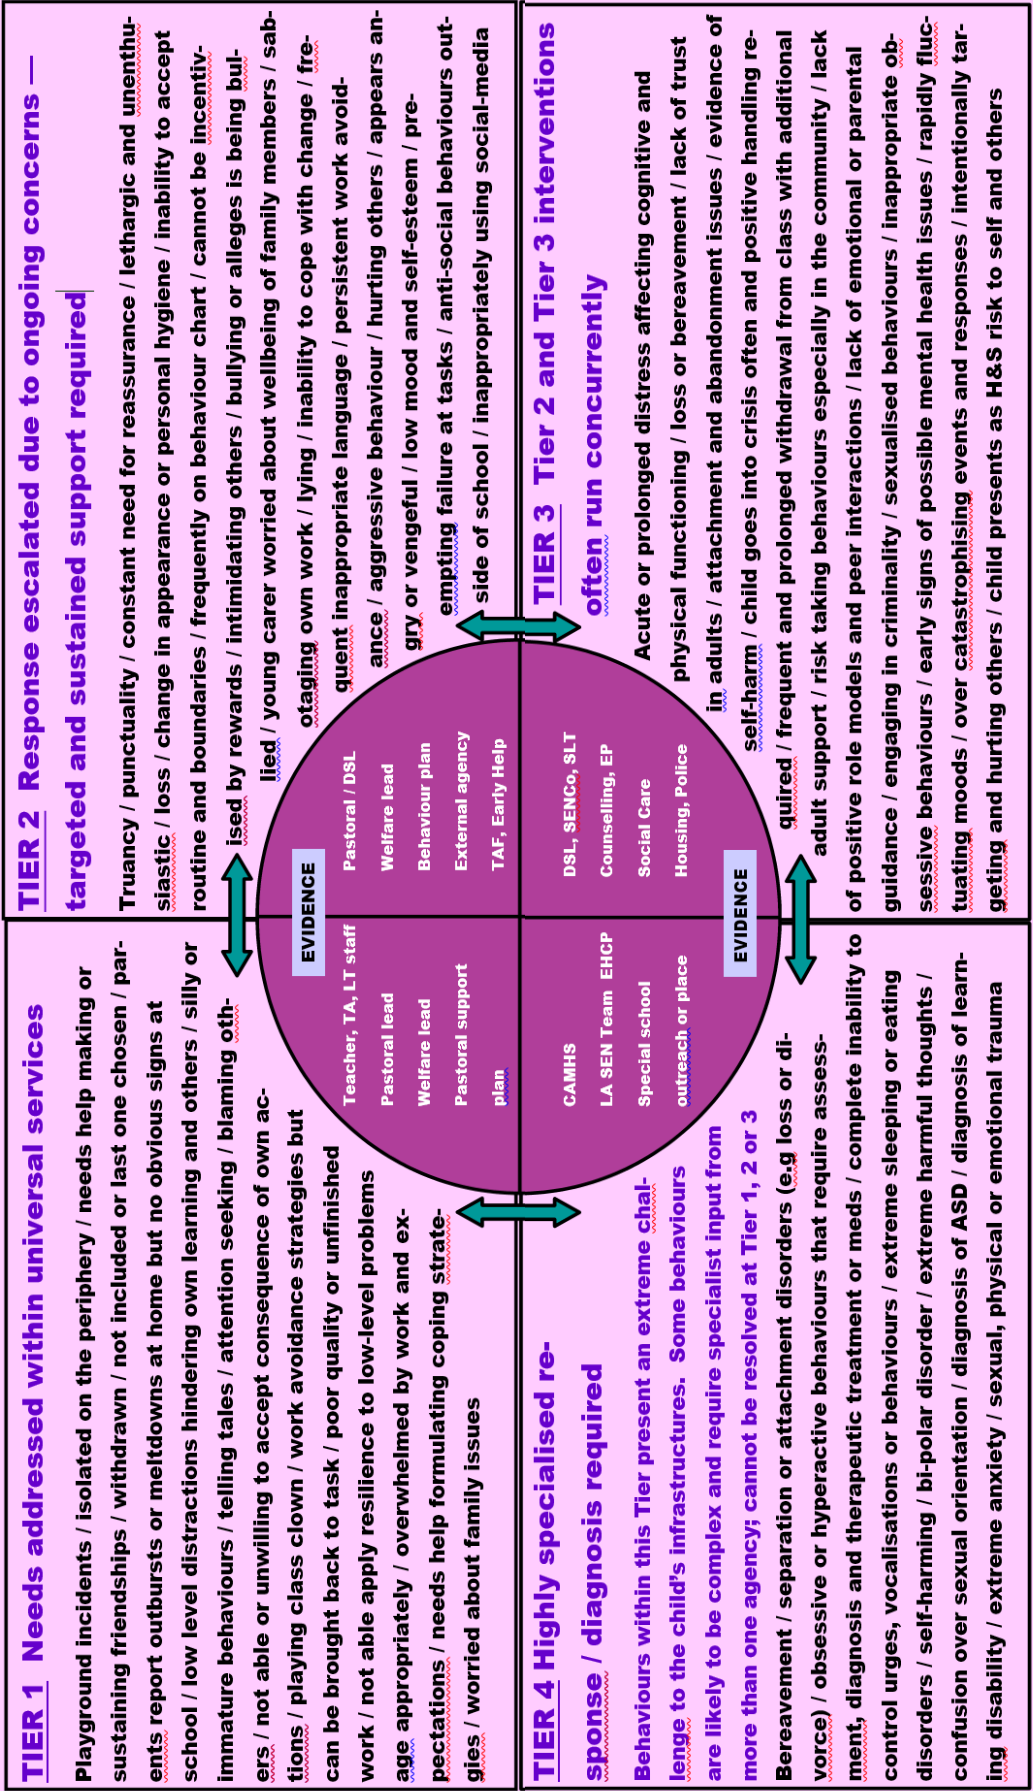 TIER 1 Needs addressed within universal services
Playground incidents / isolated on the periphery / needs help making or
sustaining friendships / withdrawn / not included or last one chosen / par-
ents report outbursts or meltdowns at home but no obvious signs at
school / low level distractions hindering own learning and others / silly or
immature behaviours / telling tales / attention seeking / blaming oth-
ers / not able or unwilling to accept consequence of own ac-
tions / playing class clown / work avoidance strategies but
can be brought back to task / poor quality or unfinished
work / not able apply resilience to low-level problems
age appropriately / overwhelmed by work and ex-
pectations / needs help formulating coping strate-
gies / worried about family issues
TIER 2 Response escalated due to ongoing concerns —
targeted and sustained support required
Truancy / punctuality / constant need for reassurance / lethargic and unenthu-
siastic / loss / change in appearance or personal hygiene / inability to accept
routine and boundaries / frequently on behaviour chart / cannot be incentiv-
ised by rewards / intimidating others / bullying or alleges is being bul-
lied / young carer worried about wellbeing of family members / sab-
otaging own work / lying / inability to cope with change / fre-
quent inappropriate language / persistent work avoid-
ance / aggressive behaviour / hurting others / appears an-
gry or vengeful / low mood and self-esteem / pre-
empting failure at tasks / anti-social behaviours out-
side of school / inappropriately using social-media
EVIDENCE
Teacher, TA, LT staff
Pastoral lead
Welfare lead
Pastoral support
plan
Pastoral / DSL
Welfare lead
Behaviour plan
External agency
TAF, Early Help
CAMHS
LA SEN Team EHCP
Special school
outreach or place
DSL, SENCo, SLT
Counselling, EP
Social Care
Housing, Police
EVIDENCE
TIER 4 Highly specialised re-
sponse / diagnosis required
Behaviours within this Tier present an extreme chal-
lenge to the child's infrastructures. Some behaviours
are likely to be complex and require specialist input from
more than one agency; cannot be resolved at Tier 1, 2 or 3
Bereavement / separation or attachment disorders (e.g loss or di-
vorce) / obsessive or hyperactive behaviours that require assess-
ment, diagnosis and therapeutic treatment or meds / complete inability to
control urges, vocalisations or behaviours / extreme sleeping or eating
disorders / self-harming / bi-polar disorder / extreme harmful thoughts /
confusion over sexual orientation / diagnosis of ASD / diagnosis of learn-
ing disability / extreme anxiety / sexual, physical or emotional trauma
TIER 3 Tier 2 and Tier 3 interventions
often run concurrently
Acute or prolonged distress affecting cognitive and
physical functioning / loss or bereavement / lack of trust
in adults / attachment and abandonment issues / evidence of
self-harm / child goes into crisis often and positive handling re-
quired / frequent and prolonged withdrawal from class with additional
adult support / risk taking behaviours especially in the community / lack
of positive role models and peer interactions / lack of emotional or parental
guidance / engaging in criminality / sexualised behaviours / inappropriate ob-
sessive behaviours / early signs of possible mental health issues / rapidly fluc-
tuating moods / over catastrophising events and responses / intentionally tar-
geting and hurting others / child presents as H&S risk to self and others